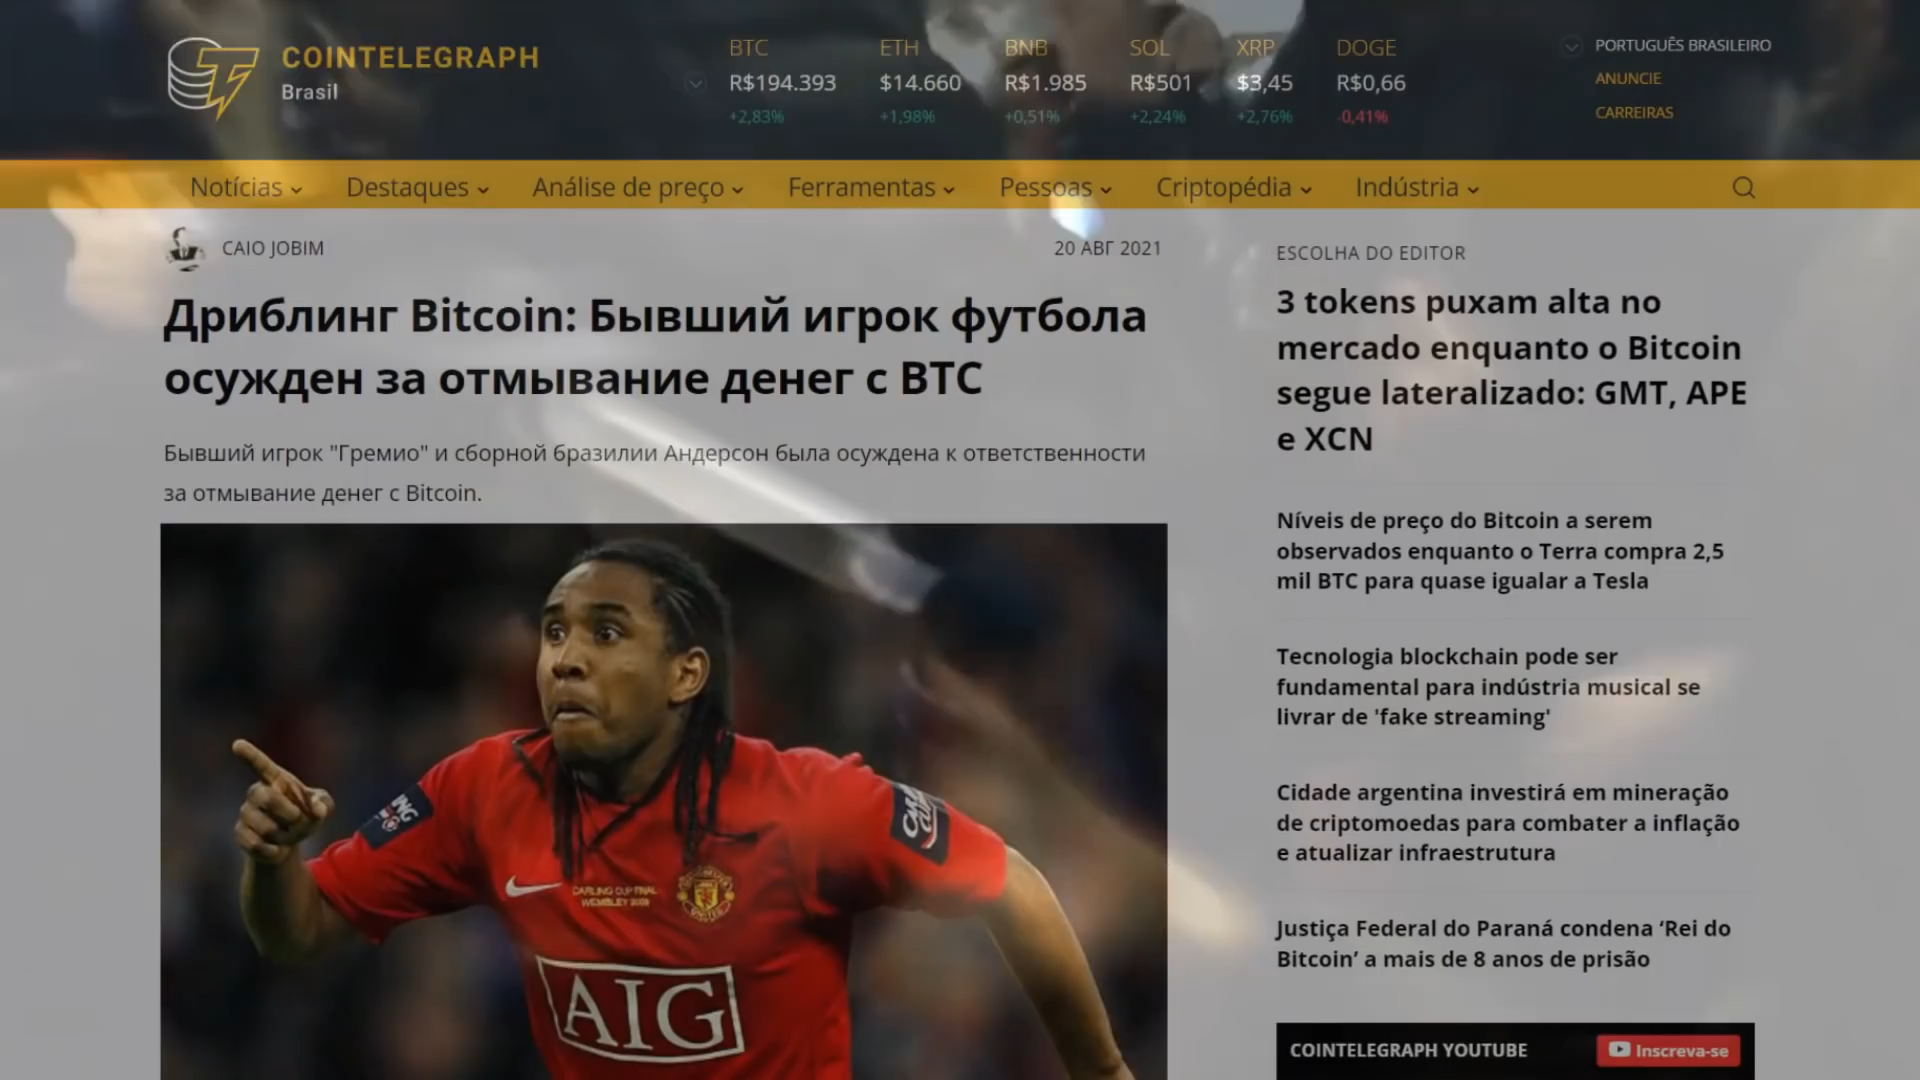 COINTELEGRAPH
Brasil
BTC ETH BNB SOL XRP DOGE
R$194.393 $14.660 R$1.985 R$501 $3,45 R$0,66
+2,83% +1,98% +0,51% +2,24% +2,76% -0,41%
PORTUGUÊS BRASILEIRO
ANUNCIE
CARREIRAS
Notícias Destaques Análise de preço Ferramentas Pessoas Criptopédia Indústria
CAIO JOBIM
20 АВГ 2021
Дриблинг Bitcoin: Бывший игрок футбола
осужден за отмывание денег с BTC
Бывший игрок "Гремио" и сборной бразилии Андерсон была осуждена к ответственности
за отмывание денег с Bitcoin.
CARLING CUP FINAL
WEMBLEY 2009
AIG
ESCOLHA DO EDITOR
3 tokens puxam alta no
mercado enquanto o Bitcoin
segue lateralizado: GMT, APE
e XCN
Níveis de preço do Bitcoin a serem
observados enquanto o Terra compra 2,5
mil BTC para quase igualar a Tesla
Tecnologia blockchain pode ser
fundamental para indústria musical se
livrar de 'fake streaming'
Cidade argentina investirá em mineração
de criptomoedas para combater a inflação
e atualizar infraestrutura
Justiça Federal do Paraná condena ‘Rei do
Bitcoin’ a mais de 8 anos de prisão
COINTELEGRAPH YOUTUBE
Inscreva-se